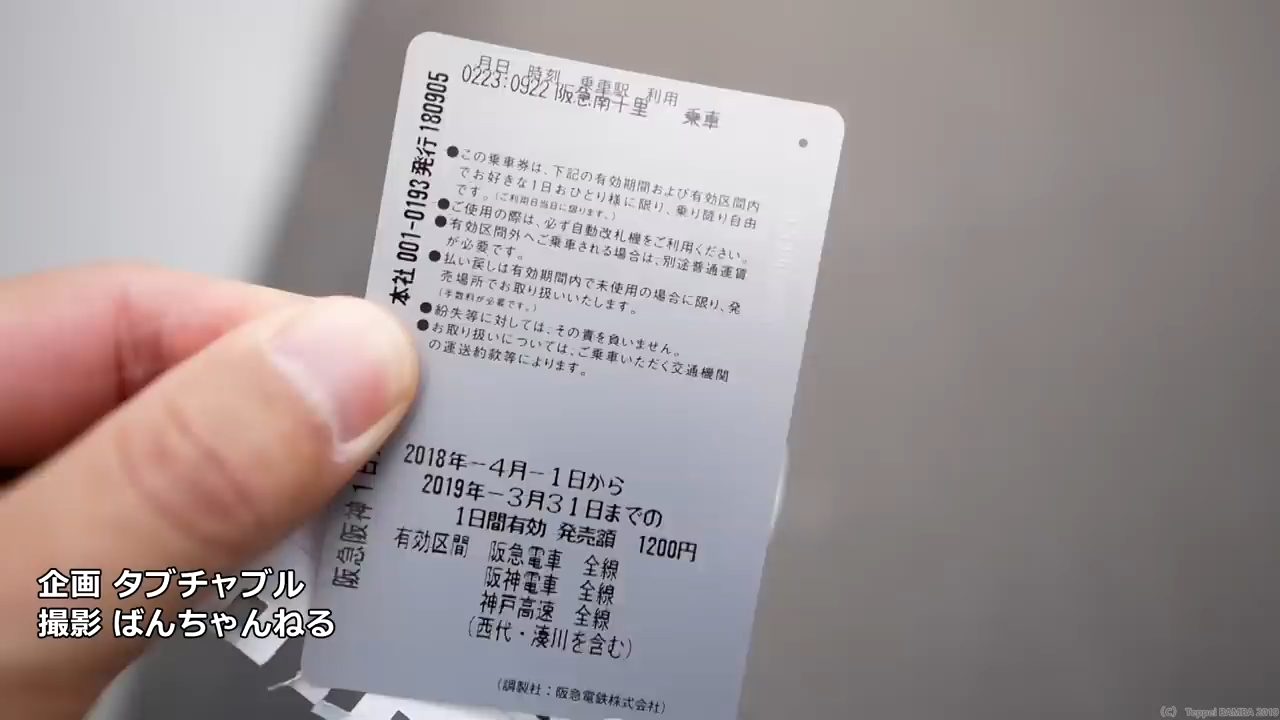 月日 時刻 乗車駅 利用
0223:0922 阪急南十里 乗車
本社 001-0193 発行 180905
●この乗車券は、下記の有効期間および有効区間内
でお好きな1日おひとり様に限り、乗り降り自由
です。(ご利用日当日に限ります。)
●ご使用の際は、必ず自動改札機をご利用ください。
●有効区間外へご乗車される場合は、別途普通運賃
が必要です。
●払い戻しは有効期間内で未使用の場合に限り、発
売場所でお取り扱いいたします。
(手数料が必要です。)
●紛失等に対しては、その責を負いません。
●お取り扱いについては、ご乗車いただく交通機関
の運送約款等によります。
阪急阪神1日
2018年-4月-1日から
2019年-3月31日までの
1日間有効 発売額 1200円
有効区間 阪急電車 全線
阪神電車 全線
神戸高速 全線
(西代・湊川を含む)
(調製社：阪急電鉄株式会社)
企画 タブチャブル
撮影 ばんちゃんねる
(C) Teppei BAMBA 2019